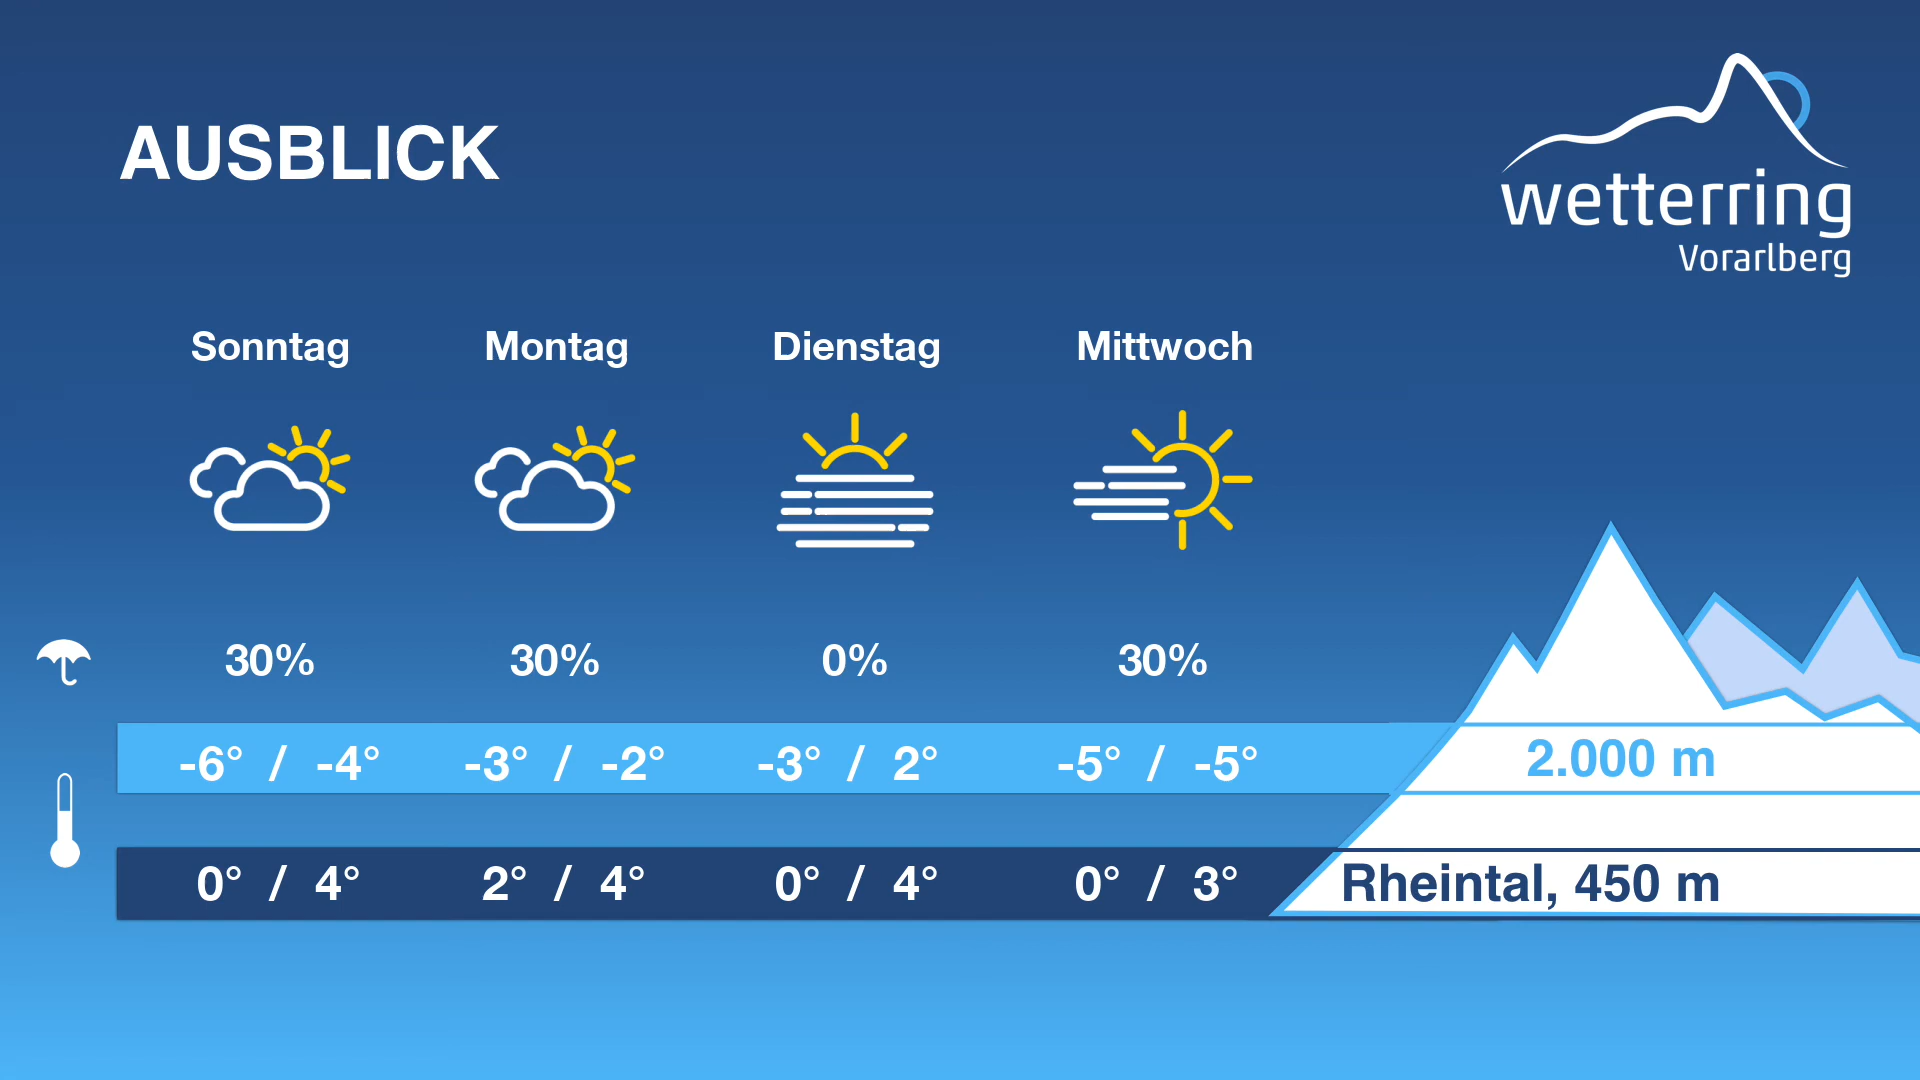 AUSBLICK
wetterring
Vorarlberg
Sonntag Montag Dienstag Mittwoch
30% 30% 0% 30%
-6° / -4° -3° / -2° -3° / 2° -5° / -5° 2.000 m
0° / 4° 2° / 4° 0° / 4° 0° / 3° Rheintal, 450 m